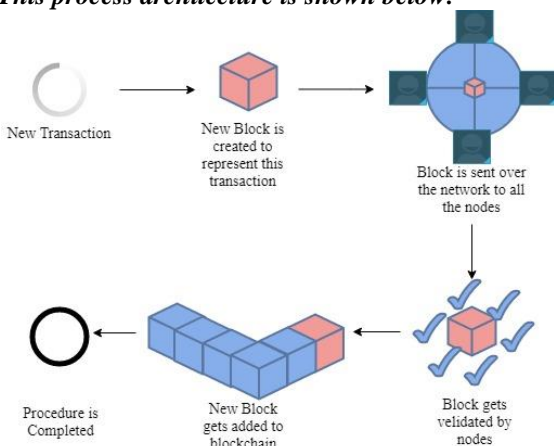 This process architecture is shown below:
New Transaction
New Block is
created to
represent this
transaction
Block is sent over
the network to all
the nodes
Block gets
velidated by
nodes
New Block
gets added to
blockchain
Procedure is
Completed